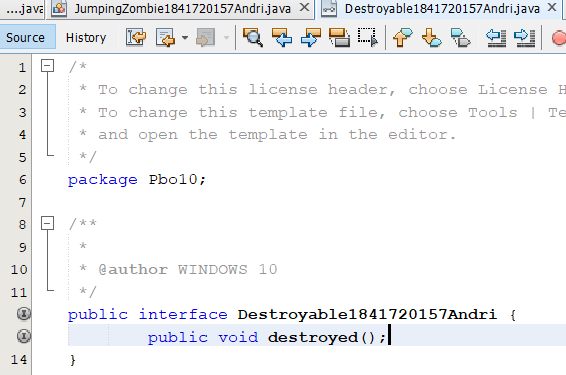 ....java JumpingZombie1841720157Andri.java Destroyable1841720157Andri.java
Source History
1 /*
2 * To change this license header, choose License H
3 * To change this template file, choose Tools | Te
4 * and open the template in the editor.
5 */
6 package Pbo10;
7
8 /**
9 *
10 * @author WINDOWS 10
11 */
public interface Destroyable1841720157Andri {
public void destroyed();
14 }